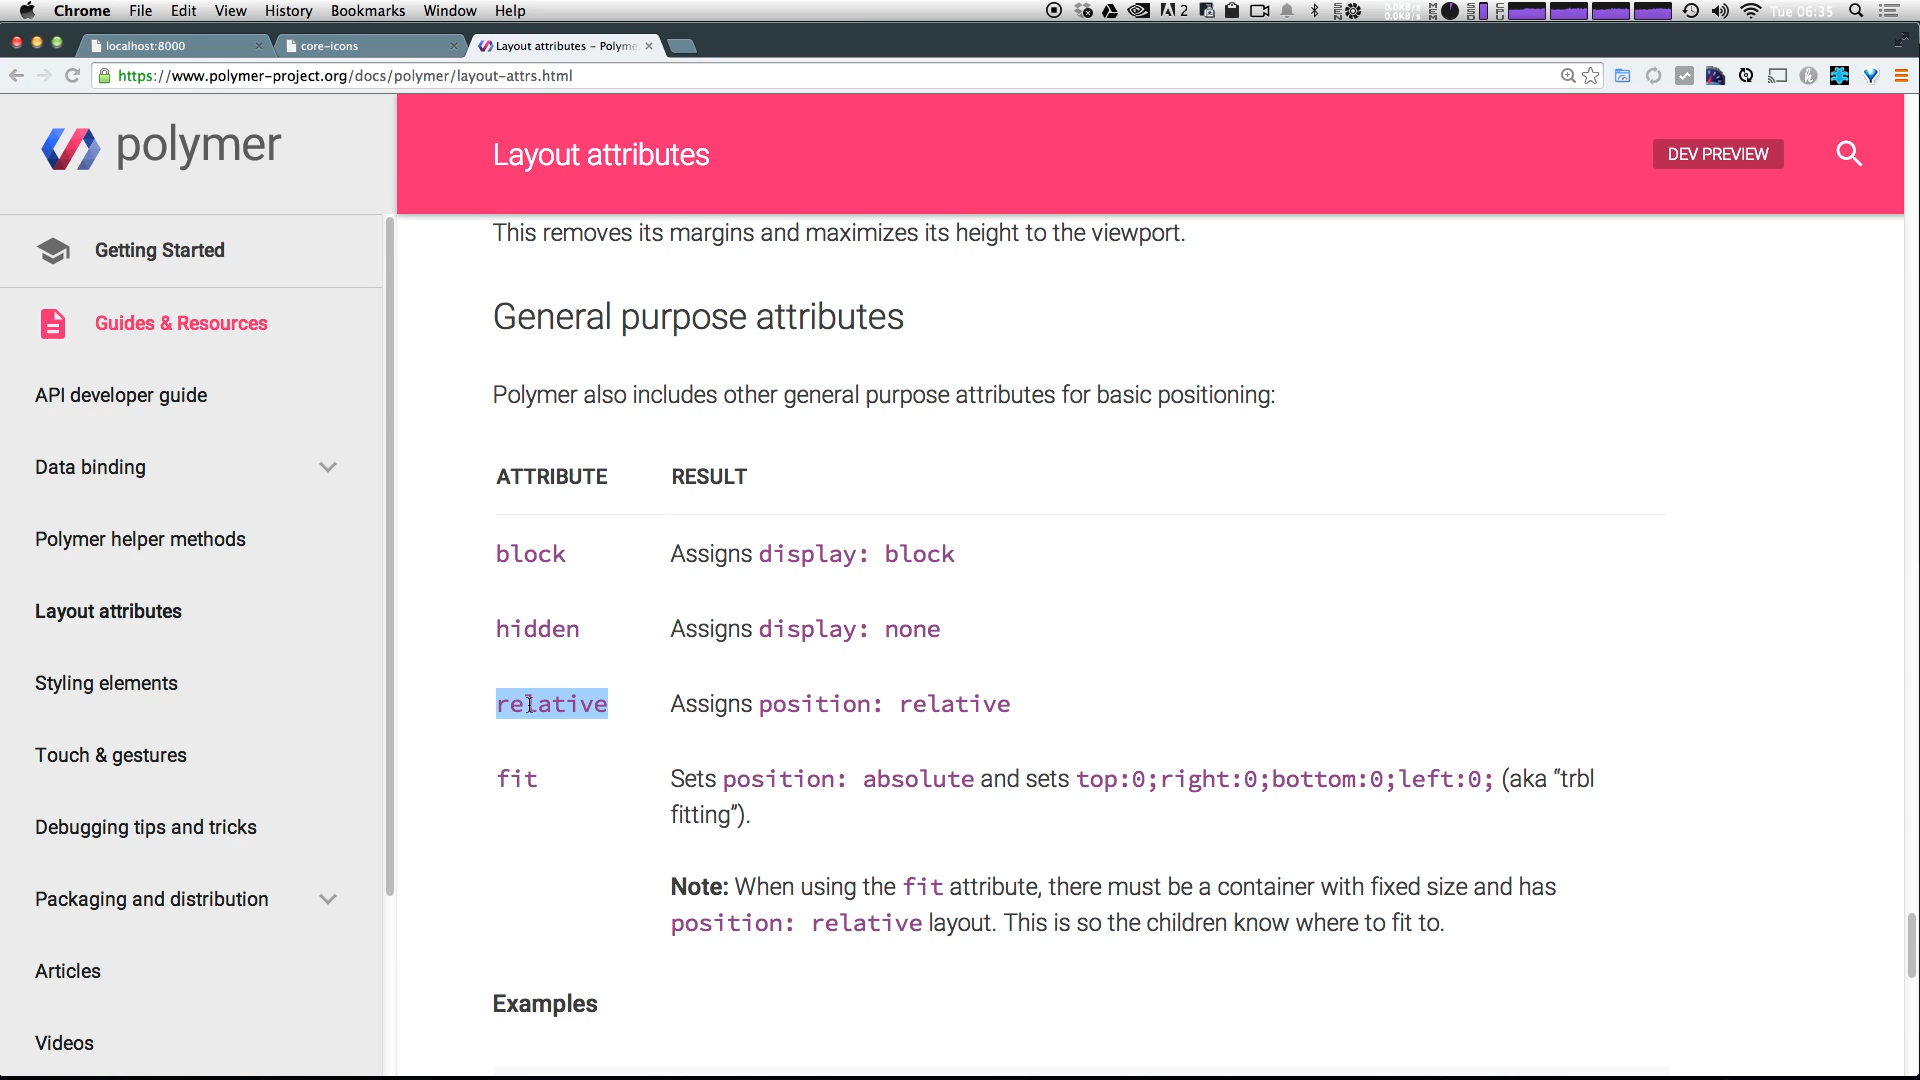 Chrome File Edit View History Bookmarks Window Help
2
Tue 06:35
localhost:8000
core-icons
Layout attributes – Polyme
https://www.polymer-project.org/docs/polymer/layout-attrs.html
polymer
Layout attributes
DEV PREVIEW
Getting Started
Guides & Resources
API developer guide
Data binding
Polymer helper methods
Layout attributes
Styling elements
Touch & gestures
Debugging tips and tricks
Packaging and distribution
Articles
Videos
This removes its margins and maximizes its height to the viewport.
General purpose attributes
Polymer also includes other general purpose attributes for basic positioning:
ATTRIBUTE RESULT
block Assigns display: block
hidden Assigns display: none
relative Assigns position: relative
fit Sets position: absolute and sets top:0;right:0;bottom:0;left:0; (aka “trbl
fitting”).
Note: When using the fit attribute, there must be a container with fixed size and has
position: relative layout. This is so the children know where to fit to.
Examples